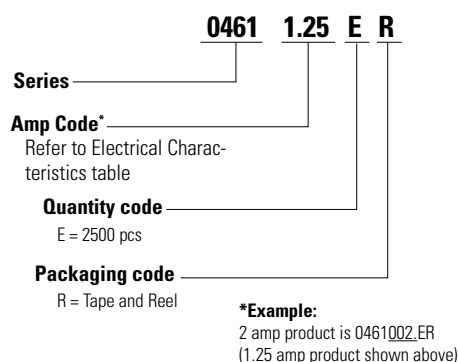 0461 1.25 E R
Series
Amp Code*
Refer to Electrical Charac-
teristics table
Quantity code
E = 2500 pcs
Packaging code
R = Tape and Reel
*Example:
2 amp product is 0461002.ER
(1.25 amp product shown above)